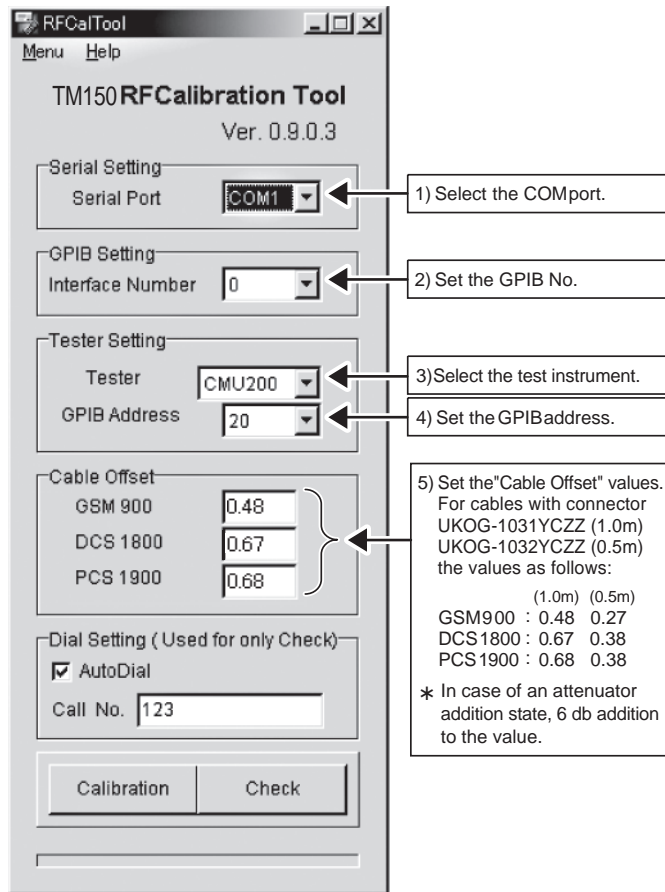 RFCalTool
Menu Help
TM150 RFCalibration Tool
Ver. 0.9.0.3
Serial Setting
Serial Port COM1
1) Select the COMport.
GPIB Setting
Interface Number 0
2) Set the GPIB No.
Tester Setting
Tester CMU200
3)Select the test instrument.
GPIB Address 20
4) Set the GPIBaddress.
Cable Offset
GSM 900 0.48
DCS 1800 0.67
PCS 1900 0.68
5) Set the"Cable Offset" values.
For cables with connector
UKOG-1031YCZZ (1.0m)
UKOG-1032YCZZ (0.5m)
the values as follows:
(1.0m) (0.5m)
GSM900 : 0.48 0.27
DCS1800 : 0.67 0.38
PCS1900 : 0.68 0.38
* In case of an attenuator
addition state, 6 db addition
to the value.
Dial Setting ( Used for only Check)
AutoDial
Call No. 123
Calibration Check